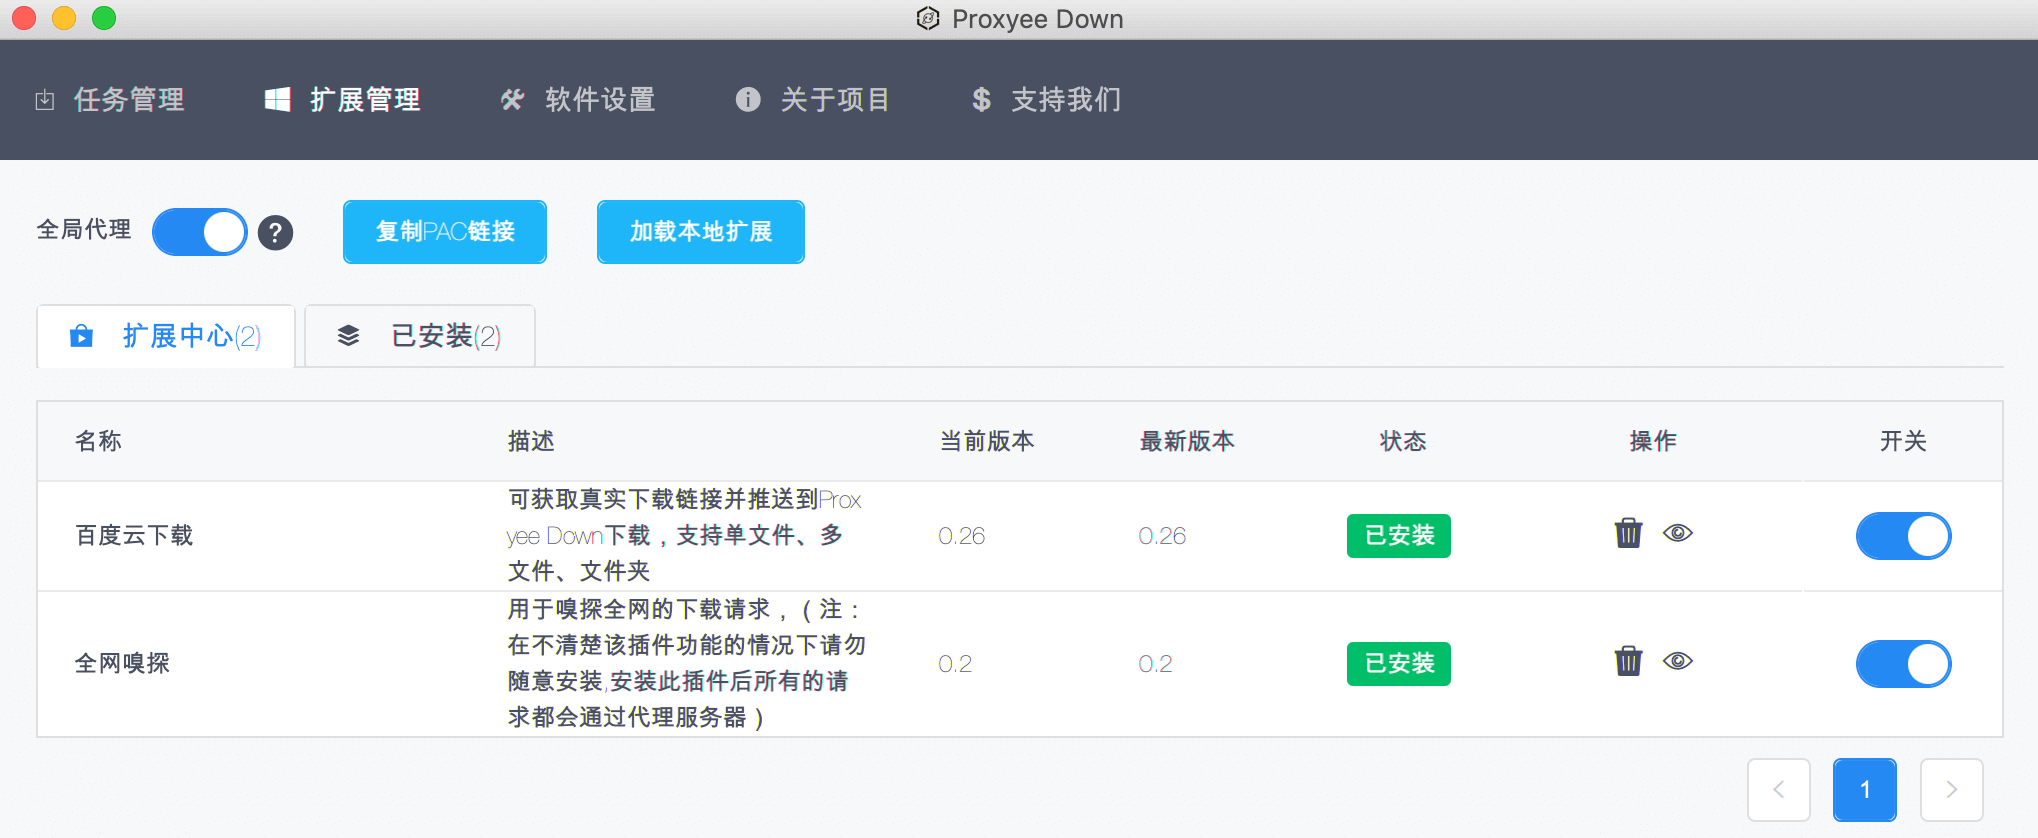 Proxyee Down
任务管理 扩展管理 软件设置 关于项目 支持我们
全局代理 复制PAC链接 加载本地扩展
扩展中心(2) 已安装(2)
名称 描述 当前版本 最新版本 状态 操作 开关
可获取真实下载链接并推送到Prox
百度云下载 yee Down下载，支持单文件、多 0.26 0.26 已安装
文件、文件夹
用于嗅探全网的下载请求，（注：
在不清楚该插件功能的情况下请勿
全网嗅探 0.2 0.2 已安装
随意安装,安装此插件后所有的请
求都会通过代理服务器）
1